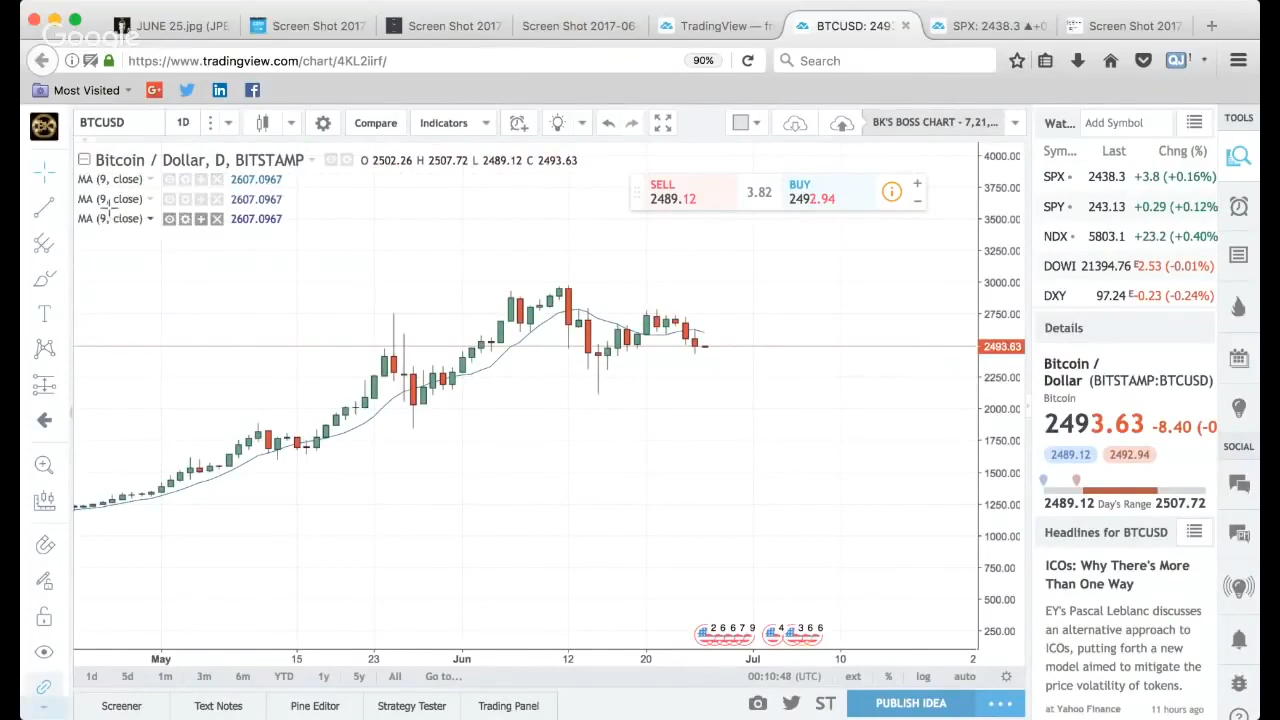 JUNE 25.jpg (JPE
Screen Shot 2017
Screen Shot 2017
Screen Shot 2017-06-
TradingView — fr
BTCUSD: 249
SPX: 2438.3 ▲+0
Screen Shot 2017
Google
https://www.tradingview.com/chart/4KL2iirf/
90%
Search
Most Visited
BTCUSD
1D
Compare
Indicators
BK'S BOSS CHART - 7,21,...
Wat...
Add Symbol
TOOLS
Bitcoin / Dollar, D, BITSTAMP
O 2502.26 H 2507.72 L 2489.12 C 2493.63
MA (9, close)
2607.0967
MA (9, close)
2607.0967
MA (9, close)
2607.0967
SELL
2489.12
3.82
BUY
2492.94
4000.00
3750.00
3500.00
3250.00
3000.00
2750.00
2493.63
2250.00
2000.00
1750.00
1500.00
1250.00
1000.00
750.00
500.00
250.00
Sym... Last Chng (%)
SPX 2438.3 +3.8 (+0.16%)
SPY 243.13 +0.29 (+0.12%
NDX 5803.1 +23.2 (+0.40%
DOWI 21394.76 E 2.53 (-0.01%)
DXY 97.24 E -0.23 (-0.24%)
Details
Bitcoin /
Dollar (BITSTAMP:BTCUSD)
Bitcoin
2493.63 -8.40 (-0
2489.12 2492.94
2489.12 Day's Range 2507.72
SOCIAL
Headlines for BTCUSD
ICOs: Why There's More
Than One Way
EY's Pascal Leblanc discusses
an alternative approach to
ICOs, putting forth a new
model aimed to mitigate the
price volatility of tokens.
at Yahoo Finance 11 hours ago
2 6 6 7 9
4 3 6 6
May 15 23 Jun 12 20 Jul 10 2
1d 5d 1m 3m 6m YTD 1y 5y All Go to...
00:10:48 (UTC)
ext % log auto
Screener
Text Notes
Pine Editor
Strategy Tester
Trading Panel
ST
PUBLISH IDEA